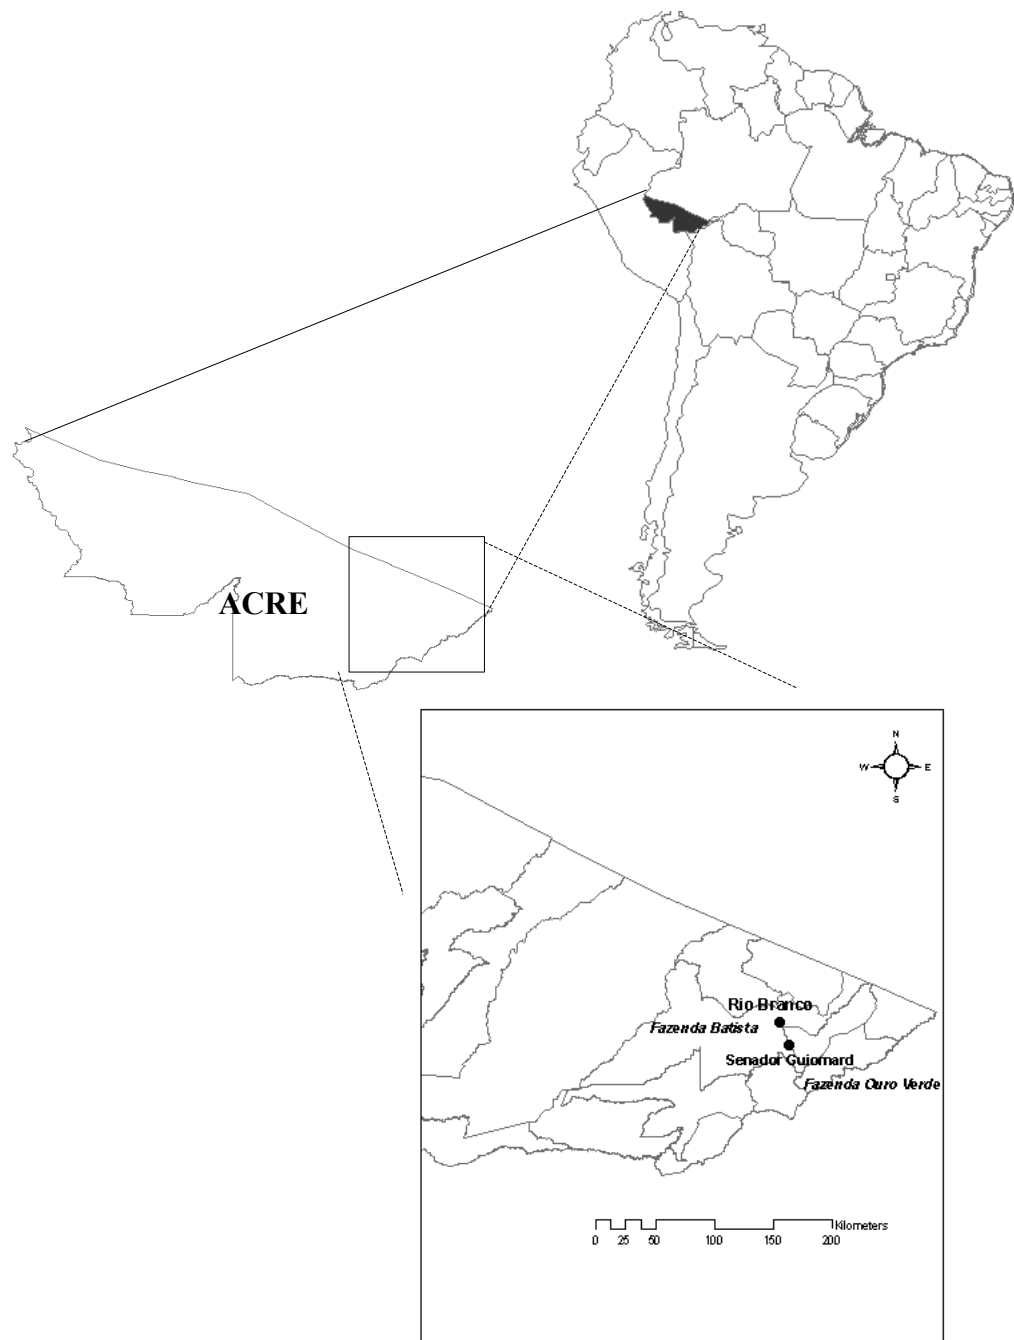 ACRE
N
W E
S
Rio Branco
Fazenda Batista
Senador Guiomard
Fazenda Ouro Verde
Kilometers
0 25 50 100 150 200